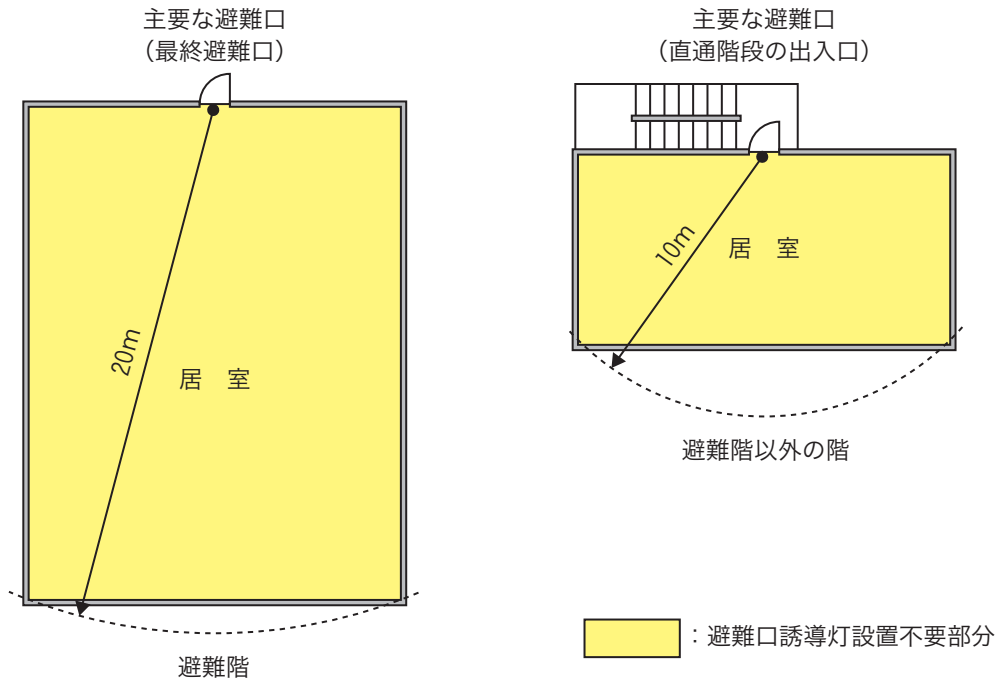 主要な避難口
（最終避難口）
20m
居　室
避難階
主要な避難口
（直通階段の出入口）
10m
居　室
避難階以外の階
：避難口誘導灯設置不要部分